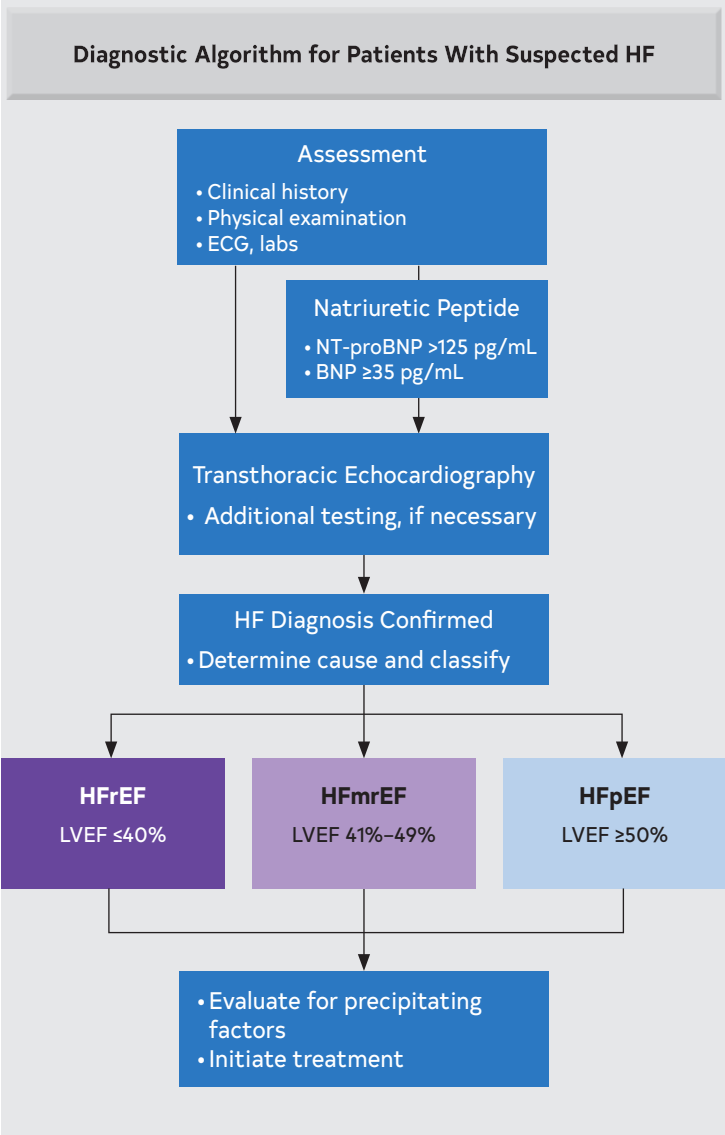 Diagnostic Algorithm for Patients With Suspected HF
Assessment
• Clinical history
• Physical examination
• ECG, labs
Natriuretic Peptide
• NT-proBNP >125 pg/mL
• BNP ≥35 pg/mL
Transthoracic Echocardiography
• Additional testing, if necessary
HF Diagnosis Confirmed
• Determine cause and classify
HFrEF
LVEF ≤40%
HFmrEF
LVEF 41%–49%
HFpEF
LVEF ≥50%
• Evaluate for precipitating
factors
• Initiate treatment